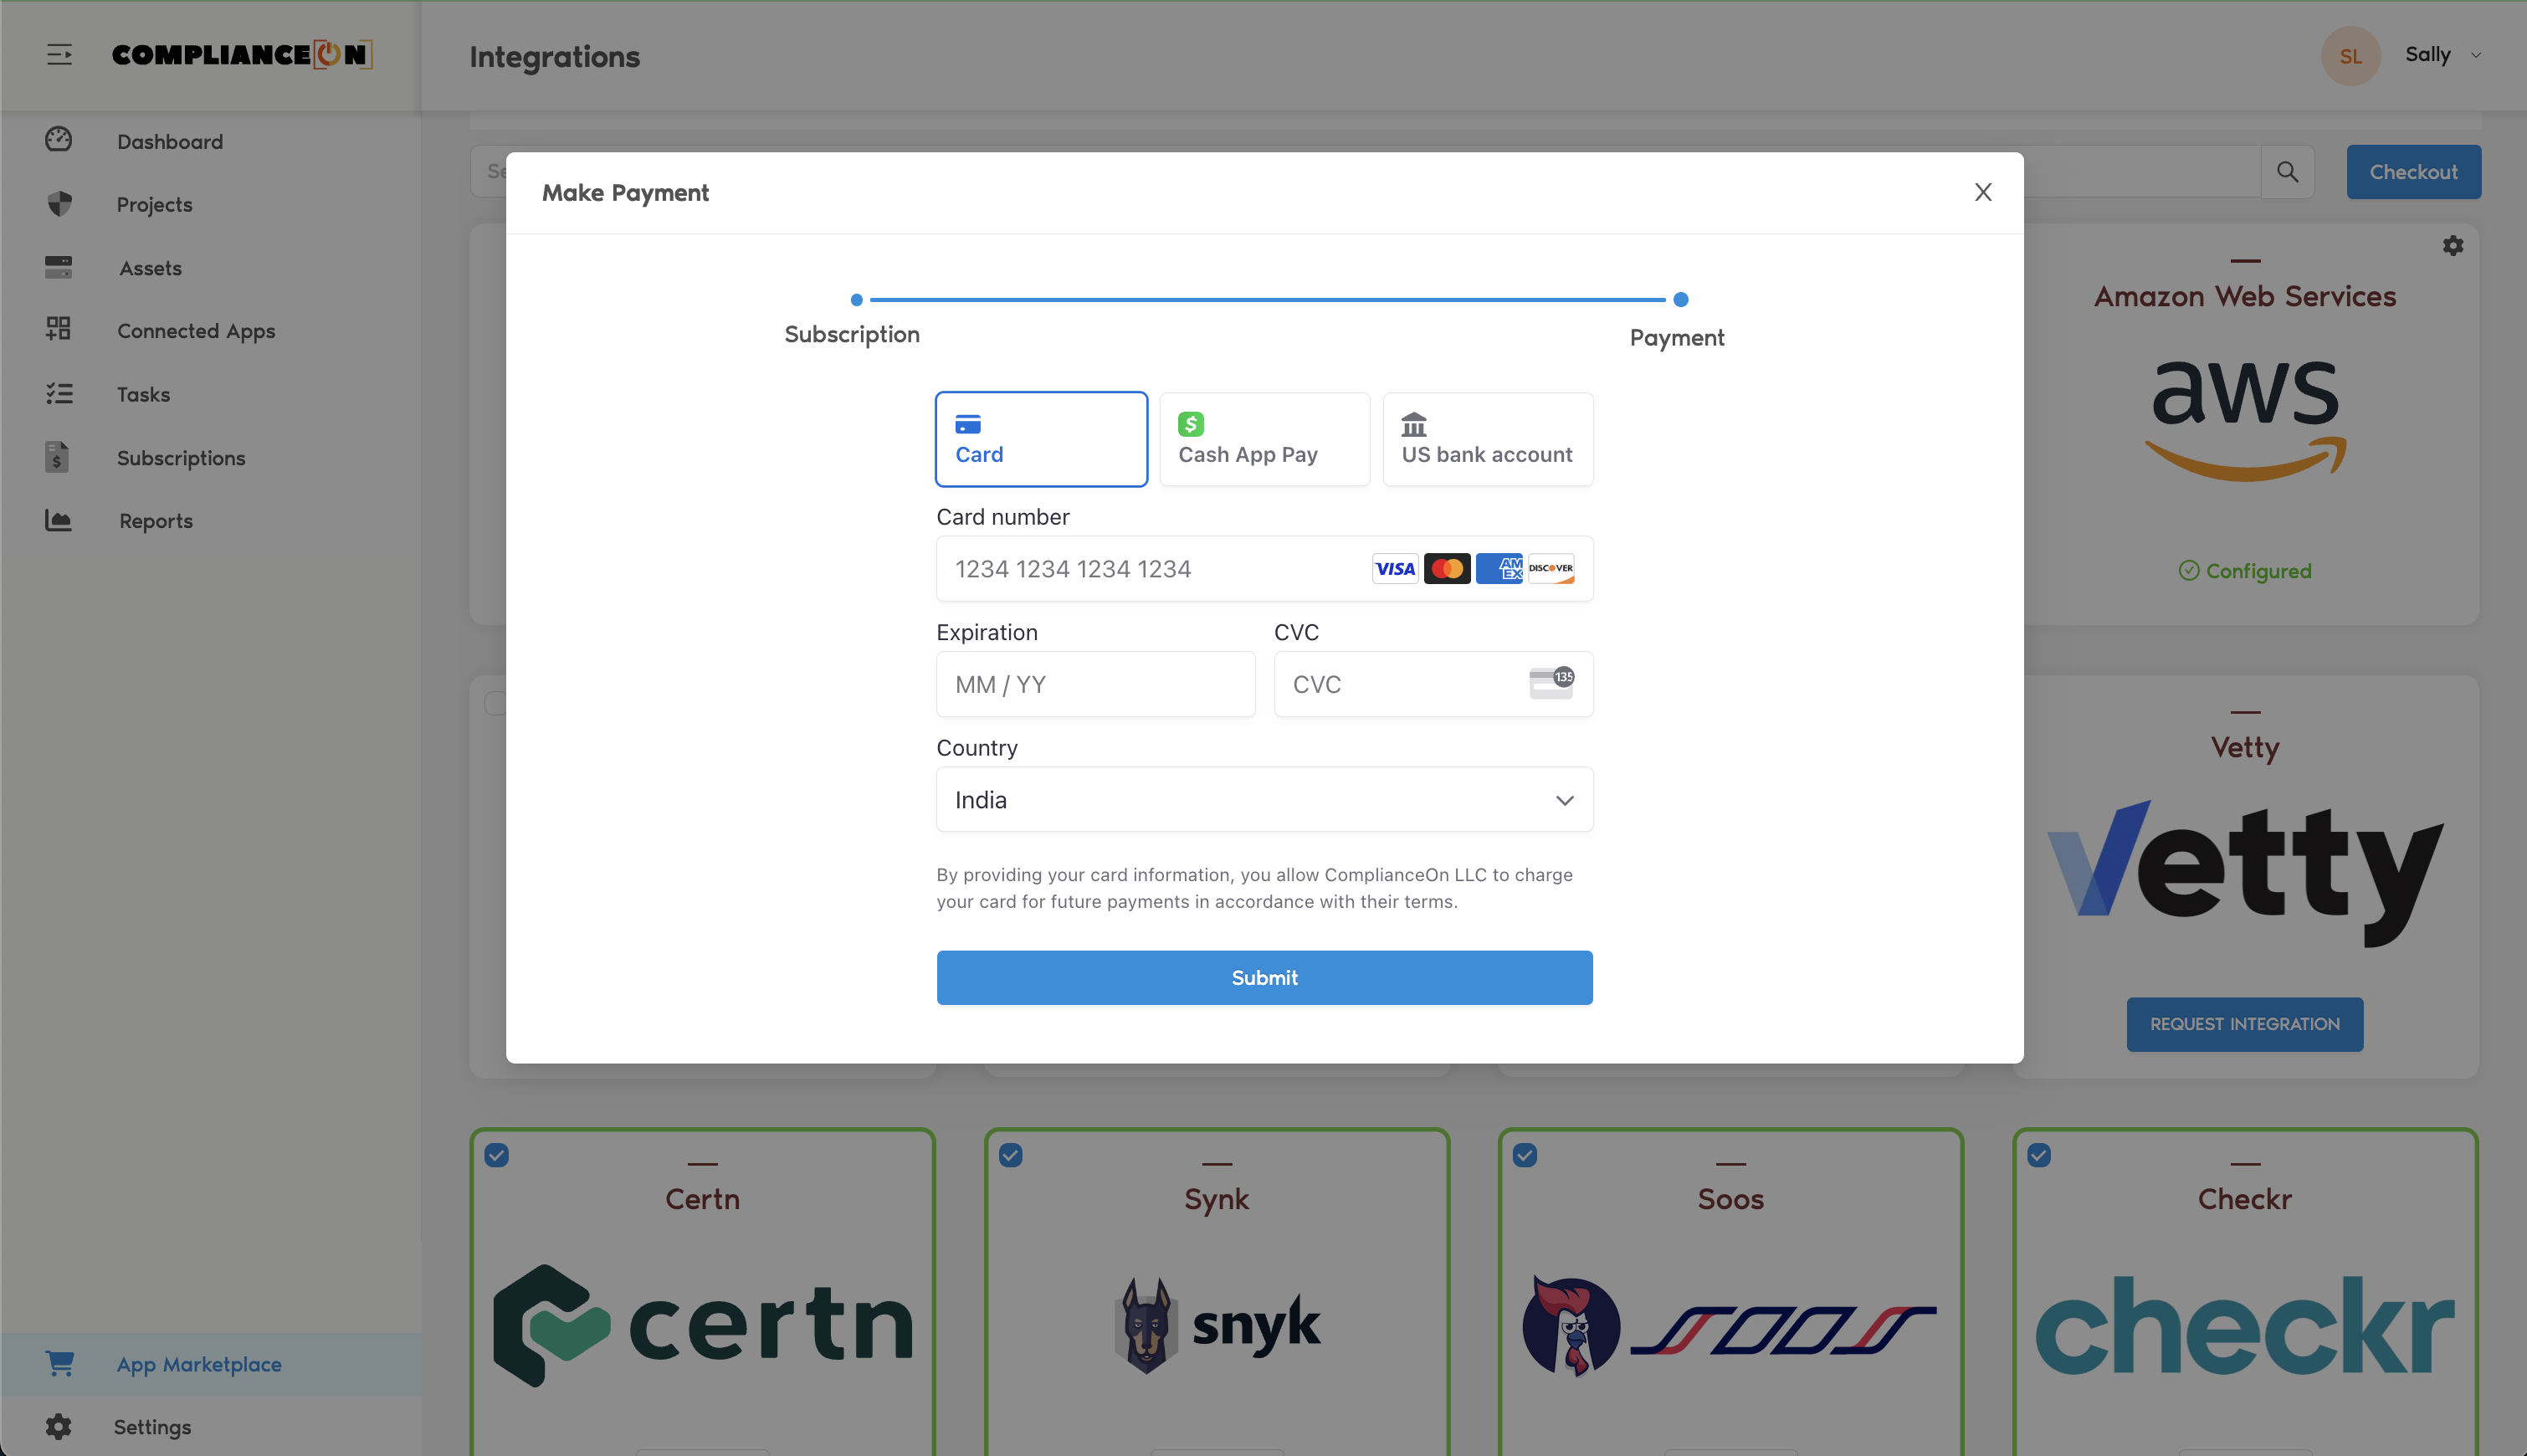 COMPLIANCE[ON]
Integrations
SL
Sally
Dashboard
Projects
Assets
Connected Apps
Tasks
Subscriptions
Reports
App Marketplace
Settings
Checkout
Make Payment
X
Subscription
Payment
Card
Cash App Pay
US bank account
Card number
1234 1234 1234 1234
VISA
AMEX
DISCOVER
Expiration
CVC
MM / YY
CVC
135
Country
India
By providing your card information, you allow ComplianceOn LLC to charge
your card for future payments in accordance with their terms.
Submit
Amazon Web Services
aws
Configured
Vetty
Vetty
REQUEST INTEGRATION
Certn
certn
Synk
snyk
Soos
SOOS
Checkr
checkr